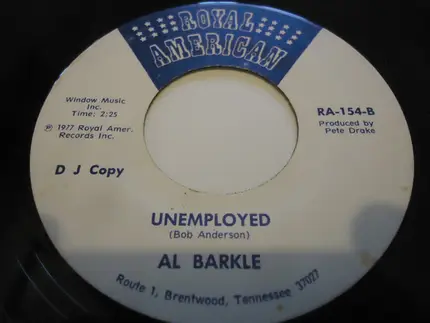 ROYAL
AMERICAN
Window Music
Inc.
Time: 2:25
℗ 1977 Royal Amer.
Records Inc.
D J Copy
RA-154-B
Produced by
Pete Drake
UNEMPLOYED
(Bob Anderson)
AL BARKLE
Route 1, Brentwood, Tennessee 37027